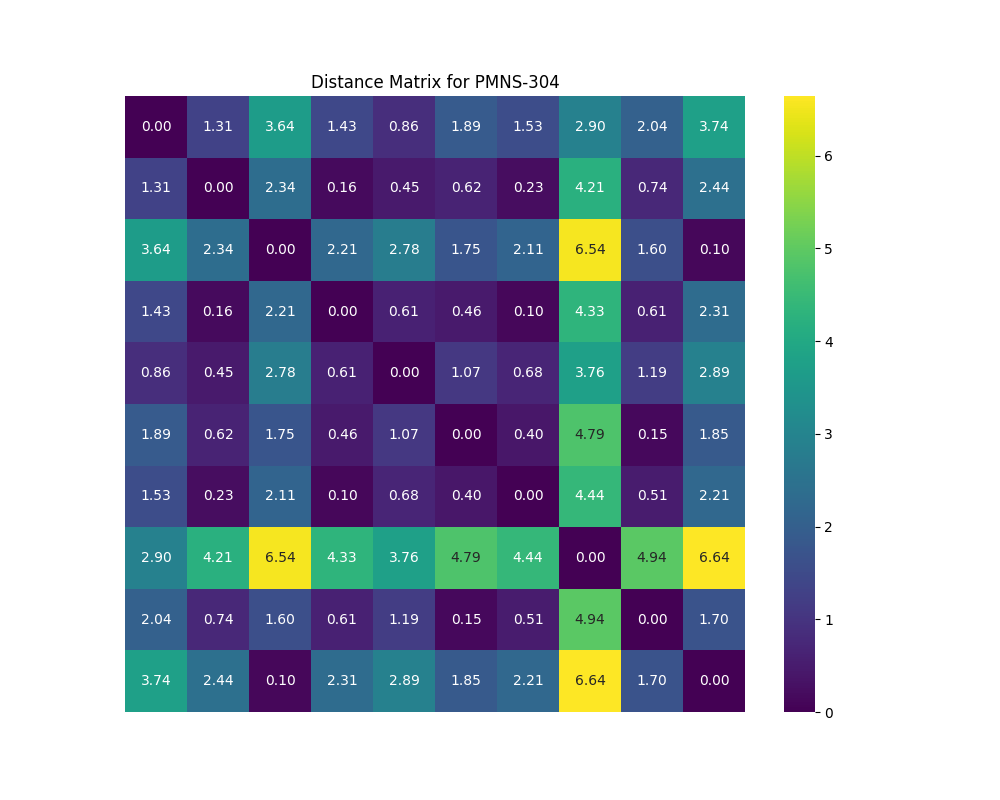 Distance Matrix for PMNS-304
0.00 1.31 3.64 1.43 0.86 1.89 1.53 2.90 2.04 3.74
1.31 0.00 2.34 0.16 0.45 0.62 0.23 4.21 0.74 2.44
3.64 2.34 0.00 2.21 2.78 1.75 2.11 6.54 1.60 0.10
1.43 0.16 2.21 0.00 0.61 0.46 0.10 4.33 0.61 2.31
0.86 0.45 2.78 0.61 0.00 1.07 0.68 3.76 1.19 2.89
1.89 0.62 1.75 0.46 1.07 0.00 0.40 4.79 0.15 1.85
1.53 0.23 2.11 0.10 0.68 0.40 0.00 4.44 0.51 2.21
2.90 4.21 6.54 4.33 3.76 4.79 4.44 0.00 4.94 6.64
2.04 0.74 1.60 0.61 1.19 0.15 0.51 4.94 0.00 1.70
3.74 2.44 0.10 2.31 2.89 1.85 2.21 6.64 1.70 0.00
6
5
4
3
2
1
0